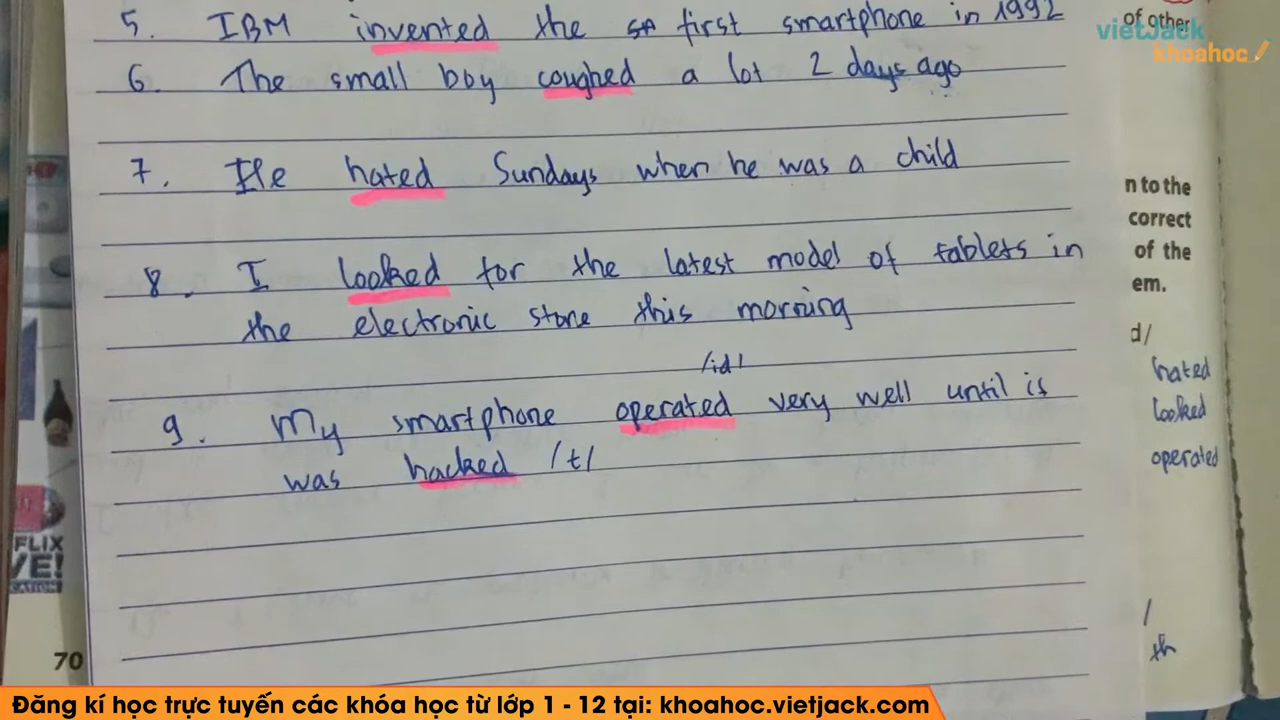 5. IBM invented the first smartphone in 1992
6. The small boy coughed a lot 2 days ago
7. He hated Sundays when he was a child
8. I looked for the latest model of tablets in
the electronic store this morning
/id/
9. My smartphone operated very well until is
was hacked /t/
of other
vietJack
khoahoc
n to the
correct
of the
em.
d/
hated
looked
operated
/
th
FLIX
VE!
70
Đăng kí học trực tuyến các khóa học từ lớp 1 - 12 tại: khoahoc.vietjack.com